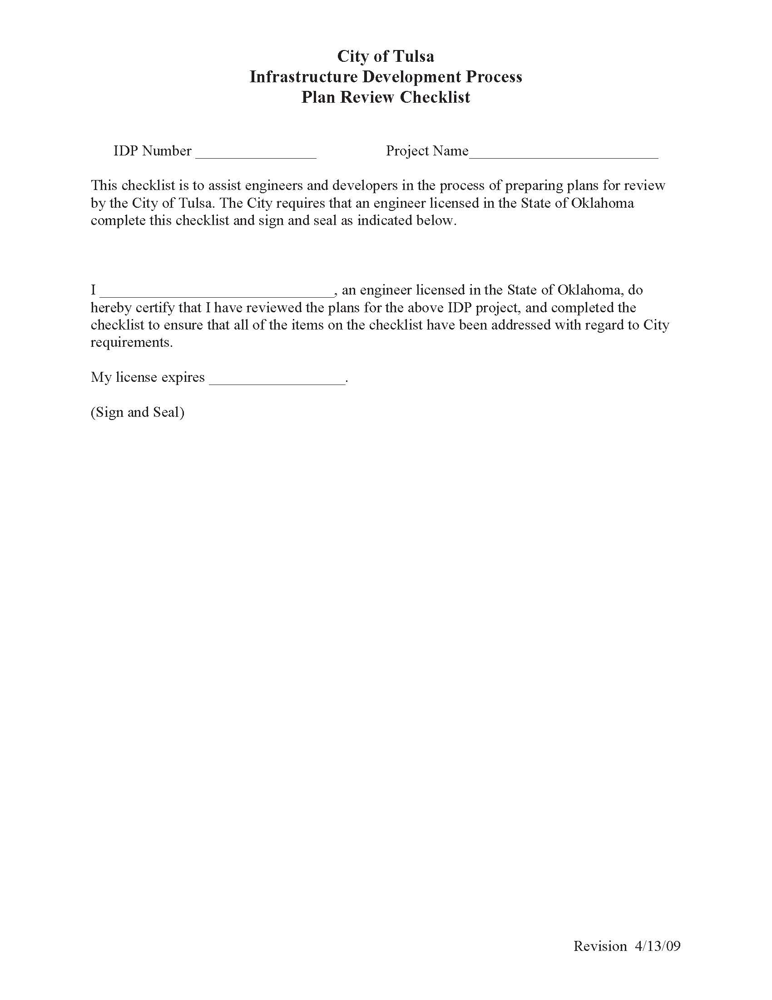 City of Tulsa
Infrastructure Development Process
Plan Review Checklist
IDP Number ________________ Project Name_________________________
This checklist is to assist engineers and developers in the process of preparing plans for review
by the City of Tulsa. The City requires that an engineer licensed in the State of Oklahoma
complete this checklist and sign and seal as indicated below.
I _______________________________, an engineer licensed in the State of Oklahoma, do
hereby certify that I have reviewed the plans for the above IDP project, and completed the
checklist to ensure that all of the items on the checklist have been addressed with regard to City
requirements.
My license expires __________________.
(Sign and Seal)
Revision 4/13/09